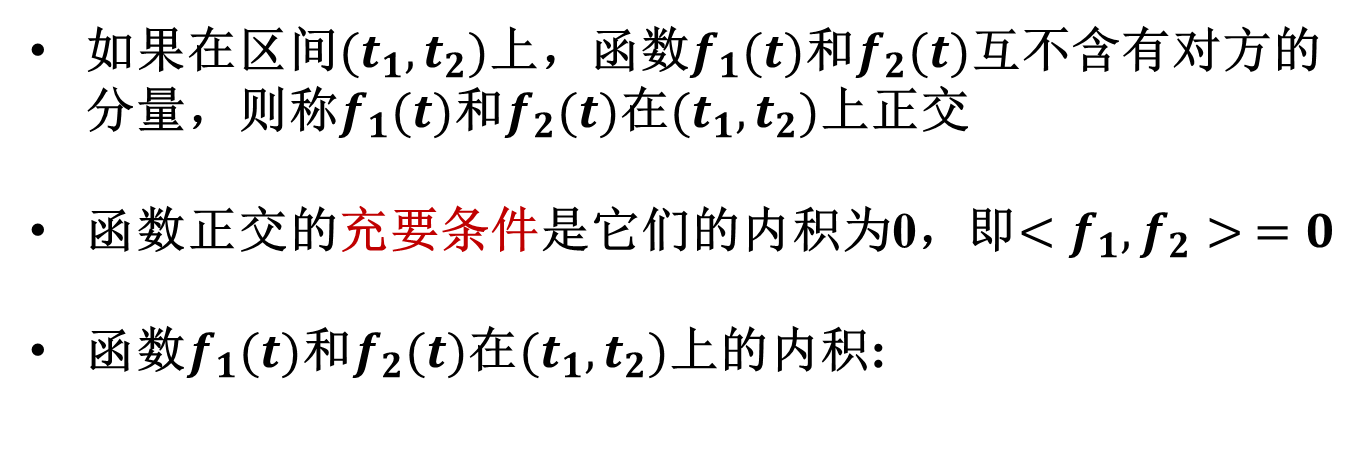 • 如果在区间(t₁,t₂)上，函数f₁(t)和f₂(t)互不含有对方的
分量，则称f₁(t)和f₂(t)在(t₁,t₂)上正交
• 函数正交的充要条件是它们的内积为0，即< f₁,f₂ >= 0
• 函数f₁(t)和f₂(t)在(t₁,t₂)上的内积: